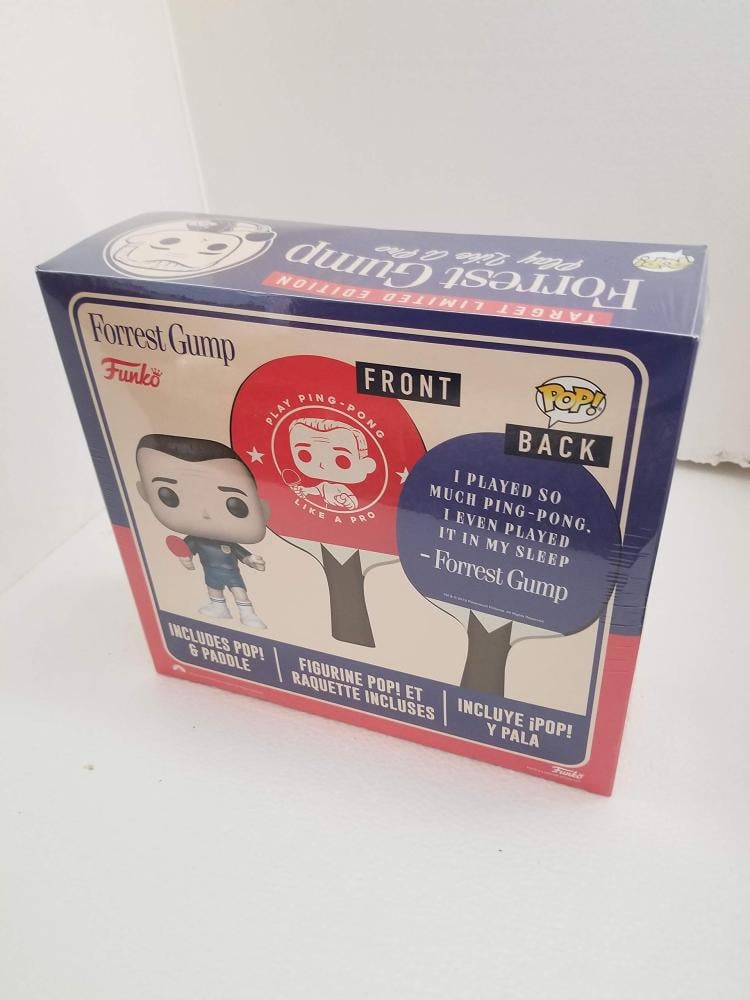 Forrest Gump
Play Like A Pro
TARGET LIMITED EDITION
POP!
Forrest Gump
Funko
FRONT
PLAY PING-PONG
LIKE A PRO
POP!
BACK
I PLAYED SO
MUCH PING-PONG,
I EVEN PLAYED
IT IN MY SLEEP
– Forrest Gump
INCLUDES POP!
& PADDLE
FIGURINE POP! ET
RAQUETTE INCLUSES
INCLUYE ¡POP!
Y PALA
Funko